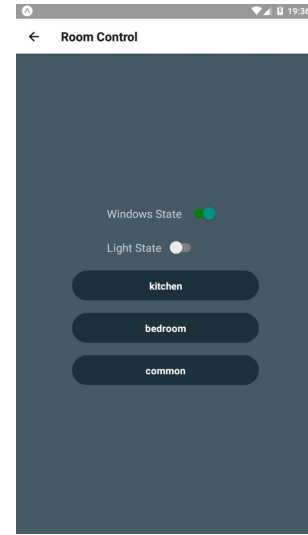 19:36
Room Control
Windows State
Light State
kitchen
bedroom
common